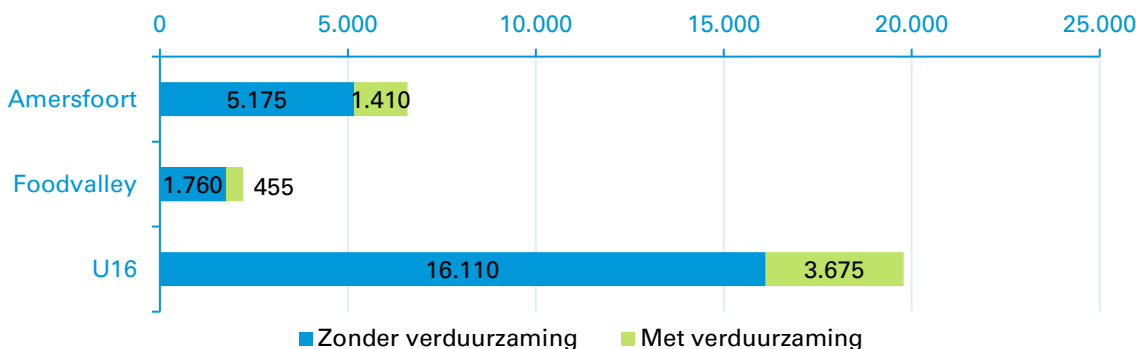 0 5.000 10.000 15.000 20.000 25.000
Amersfoort 5.175 1.410
Foodvalley 1.760 455
U16 16.110 3.675
Zonder verduurzaming Met verduurzaming